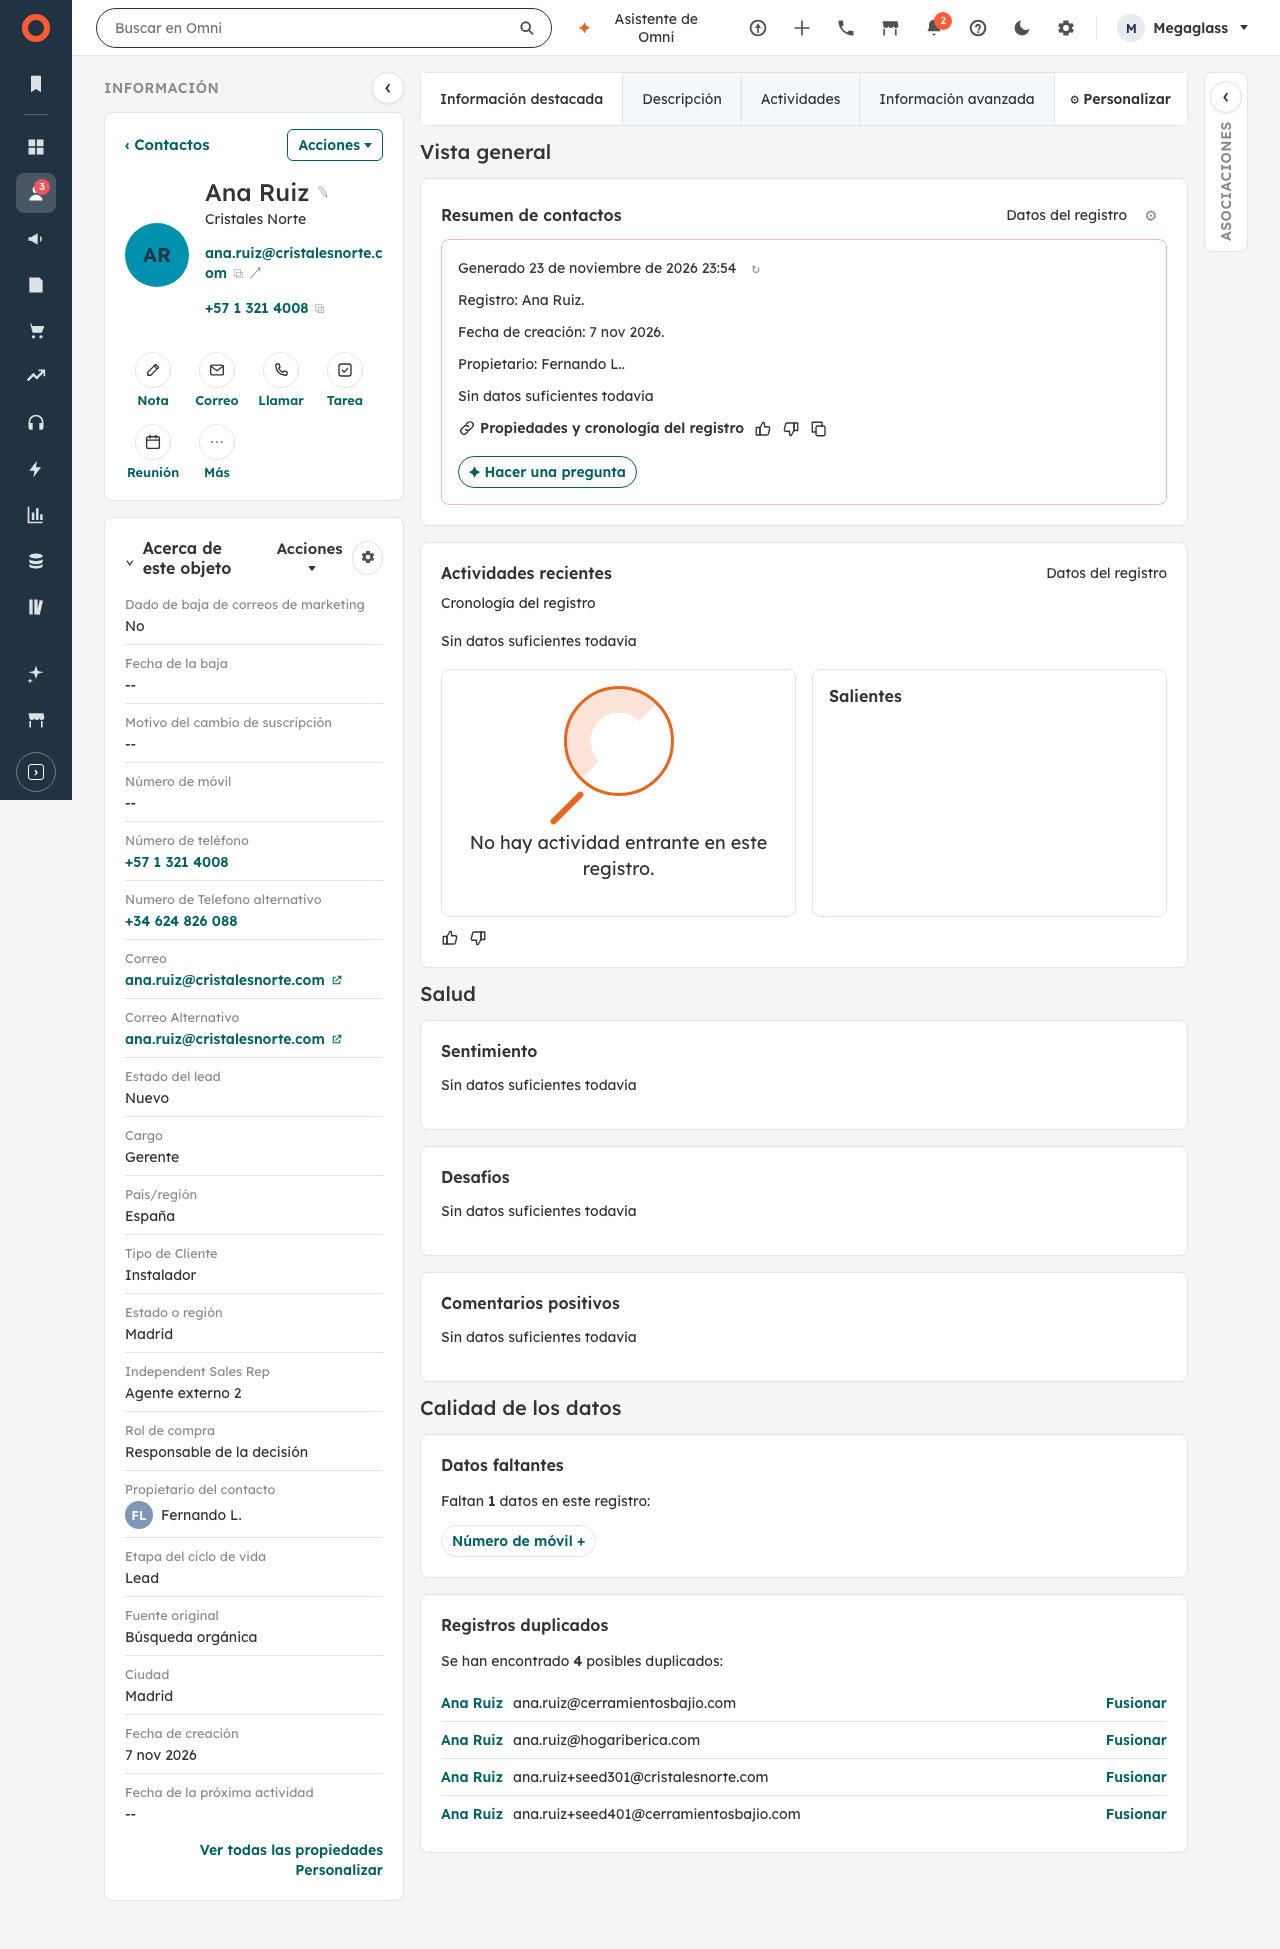 Buscar en Omni
Asistente de
Omni
2
M
Megaglass
3
INFORMACIÓN
‹ Contactos
Acciones
Ana Ruiz
Cristales Norte
AR
ana.ruiz@cristalesnorte.c
om
+57 1 321 4008
Nota
Correo
Llamar
Tarea
Reunión
Más
Acerca de
este objeto
Acciones
Dado de baja de correos de marketing
No
Fecha de la baja
--
Motivo del cambio de suscripción
--
Número de móvil
--
Número de teléfono
+57 1 321 4008
Numero de Telefono alternativo
+34 624 826 088
Correo
ana.ruiz@cristalesnorte.com
Correo Alternativo
ana.ruiz@cristalesnorte.com
Estado del lead
Nuevo
Cargo
Gerente
País/región
España
Tipo de Cliente
Instalador
Estado o región
Madrid
Independent Sales Rep
Agente externo 2
Rol de compra
Responsable de la decisión
Propietario del contacto
FL
Fernando L.
Etapa del ciclo de vida
Lead
Fuente original
Búsqueda orgánica
Ciudad
Madrid
Fecha de creación
7 nov 2026
Fecha de la próxima actividad
--
Ver todas las propiedades
Personalizar
Información destacada
Descripción
Actividades
Información avanzada
Personalizar
Vista general
Resumen de contactos
Datos del registro
Generado 23 de noviembre de 2026 23:54
Registro: Ana Ruiz.
Fecha de creación: 7 nov 2026.
Propietario: Fernando L..
Sin datos suficientes todavía
Propiedades y cronología del registro
Hacer una pregunta
Actividades recientes
Datos del registro
Cronología del registro
Sin datos suficientes todavía
No hay actividad entrante en este
registro.
Salientes
Salud
Sentimiento
Sin datos suficientes todavía
Desafíos
Sin datos suficientes todavía
Comentarios positivos
Sin datos suficientes todavía
Calidad de los datos
Datos faltantes
Faltan 1 datos en este registro:
Número de móvil +
Registros duplicados
Se han encontrado 4 posibles duplicados:
Ana Ruiz ana.ruiz@cerramientosbajio.com Fusionar
Ana Ruiz ana.ruiz@hogariberica.com Fusionar
Ana Ruiz ana.ruiz+seed301@cristalesnorte.com Fusionar
Ana Ruiz ana.ruiz+seed401@cerramientosbajio.com Fusionar
ASOCIACIONES